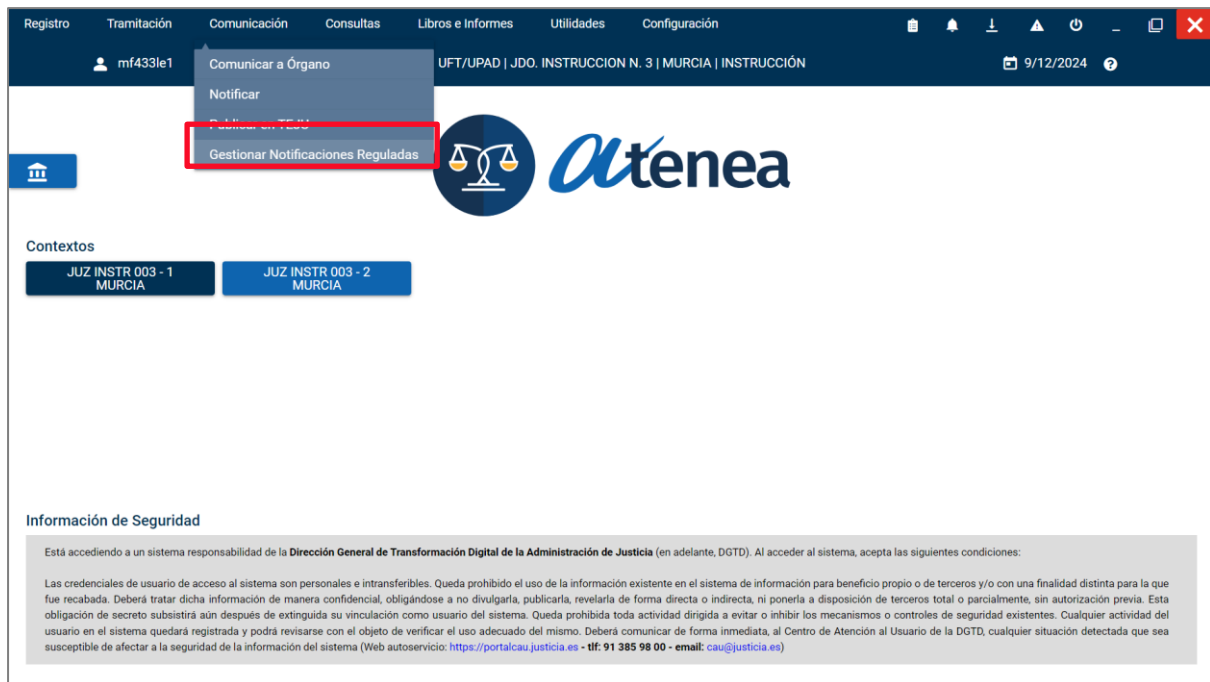 Registro Tramitación Comunicación Consultas Libros e Informes Utilidades Configuración
mf433le1 UFT/UPAD | JDO. INSTRUCCION N. 3 | MURCIA | INSTRUCCIÓN 9/12/2024
Comunicar a Órgano
Notificar
Publicar en TEJU
Gestionar Notificaciones Reguladas
atenea
Contextos
JUZ INSTR 003 - 1
MURCIA
JUZ INSTR 003 - 2
MURCIA
Información de Seguridad
Está accediendo a un sistema responsabilidad de la Dirección General de Transformación Digital de la Administración de Justicia (en adelante, DGTD). Al acceder al sistema, acepta las siguientes condiciones:
Las credenciales de usuario de acceso al sistema son personales e intransferibles. Queda prohibido el uso de la información existente en el sistema de información para beneficio propio o de terceros y/o con una finalidad distinta para la que
fue recabada. Deberá tratar dicha información de manera confidencial, obligándose a no divulgarla, publicarla, revelarla de forma directa o indirecta, ni ponerla a disposición de terceros total o parcialmente, sin autorización previa. Esta
obligación de secreto subsistirá aún después de extinguida su vinculación como usuario del sistema. Queda prohibida toda actividad dirigida a evitar o inhibir los mecanismos o controles de seguridad existentes. Cualquier actividad del
usuario en el sistema quedará registrada y podrá revisarse con el objeto de verificar el uso adecuado del mismo. Deberá comunicar de forma inmediata, al Centro de Atención al Usuario de la DGTD, cualquier situación detectada que sea
susceptible de afectar a la seguridad de la información del sistema (Web autoservicio: https://portalcau.justicia.es - tlf: 91 385 98 00 - email: cau@justicia.es)